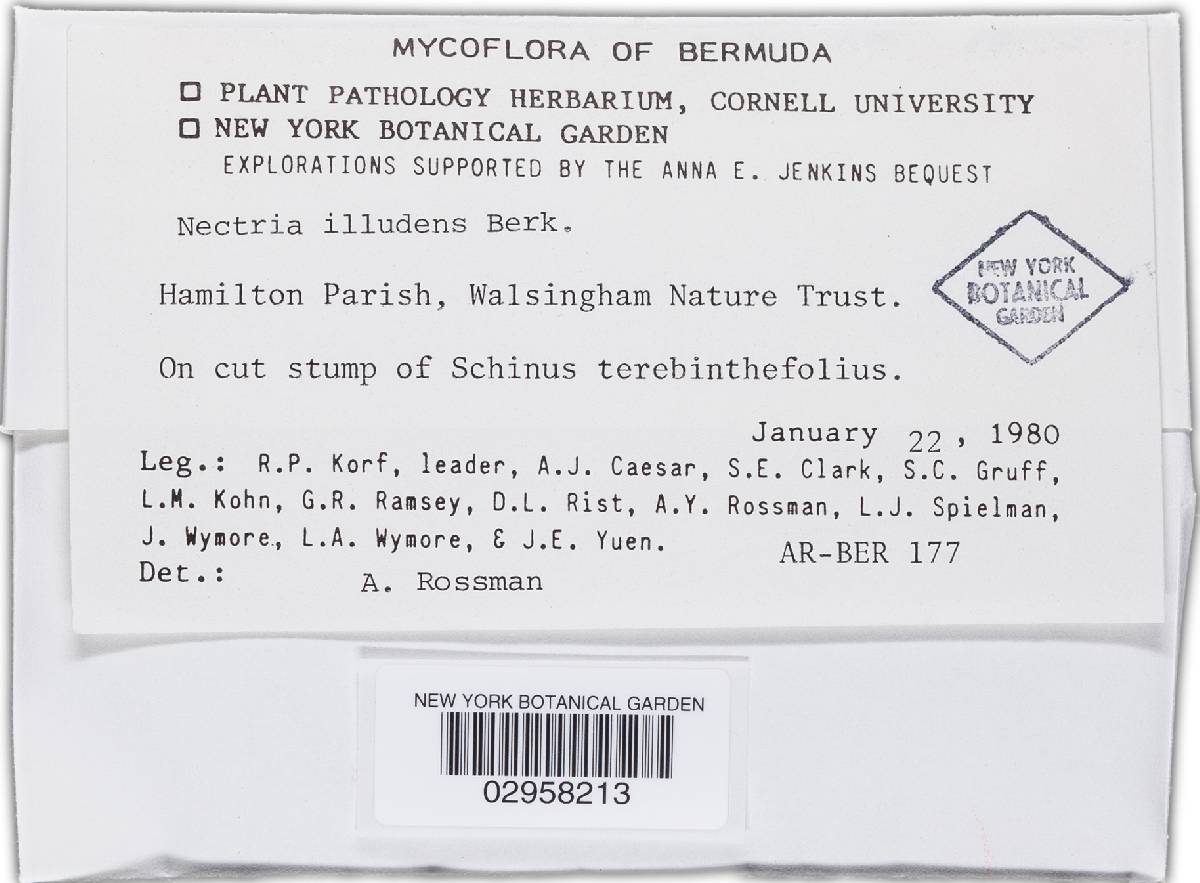 MYCOFLORA OF BERMUDA
☐ PLANT PATHOLOGY HERBARIUM, CORNELL UNIVERSITY
☐ NEW YORK BOTANICAL GARDEN
EXPLORATIONS SUPPORTED BY THE ANNA E. JENKINS BEQUEST
Nectria illudens Berk.
NEW YORK
BOTANICAL
GARDEN
Hamilton Parish, Walsingham Nature Trust.
On cut stump of Schinus terebinthefolius.
January 22, 1980
Leg.: R.P. Korf, leader, A.J. Caesar, S.E. Clark, S.C. Gruff,
L.M. Kohn, G.R. Ramsey, D.L. Rist, A.Y. Rossman, L.J. Spielman,
J. Wymore., L.A. Wymore, & J.E. Yuen.
AR-BER 177
Det.: A. Rossman
NEW YORK BOTANICAL GARDEN
02958213